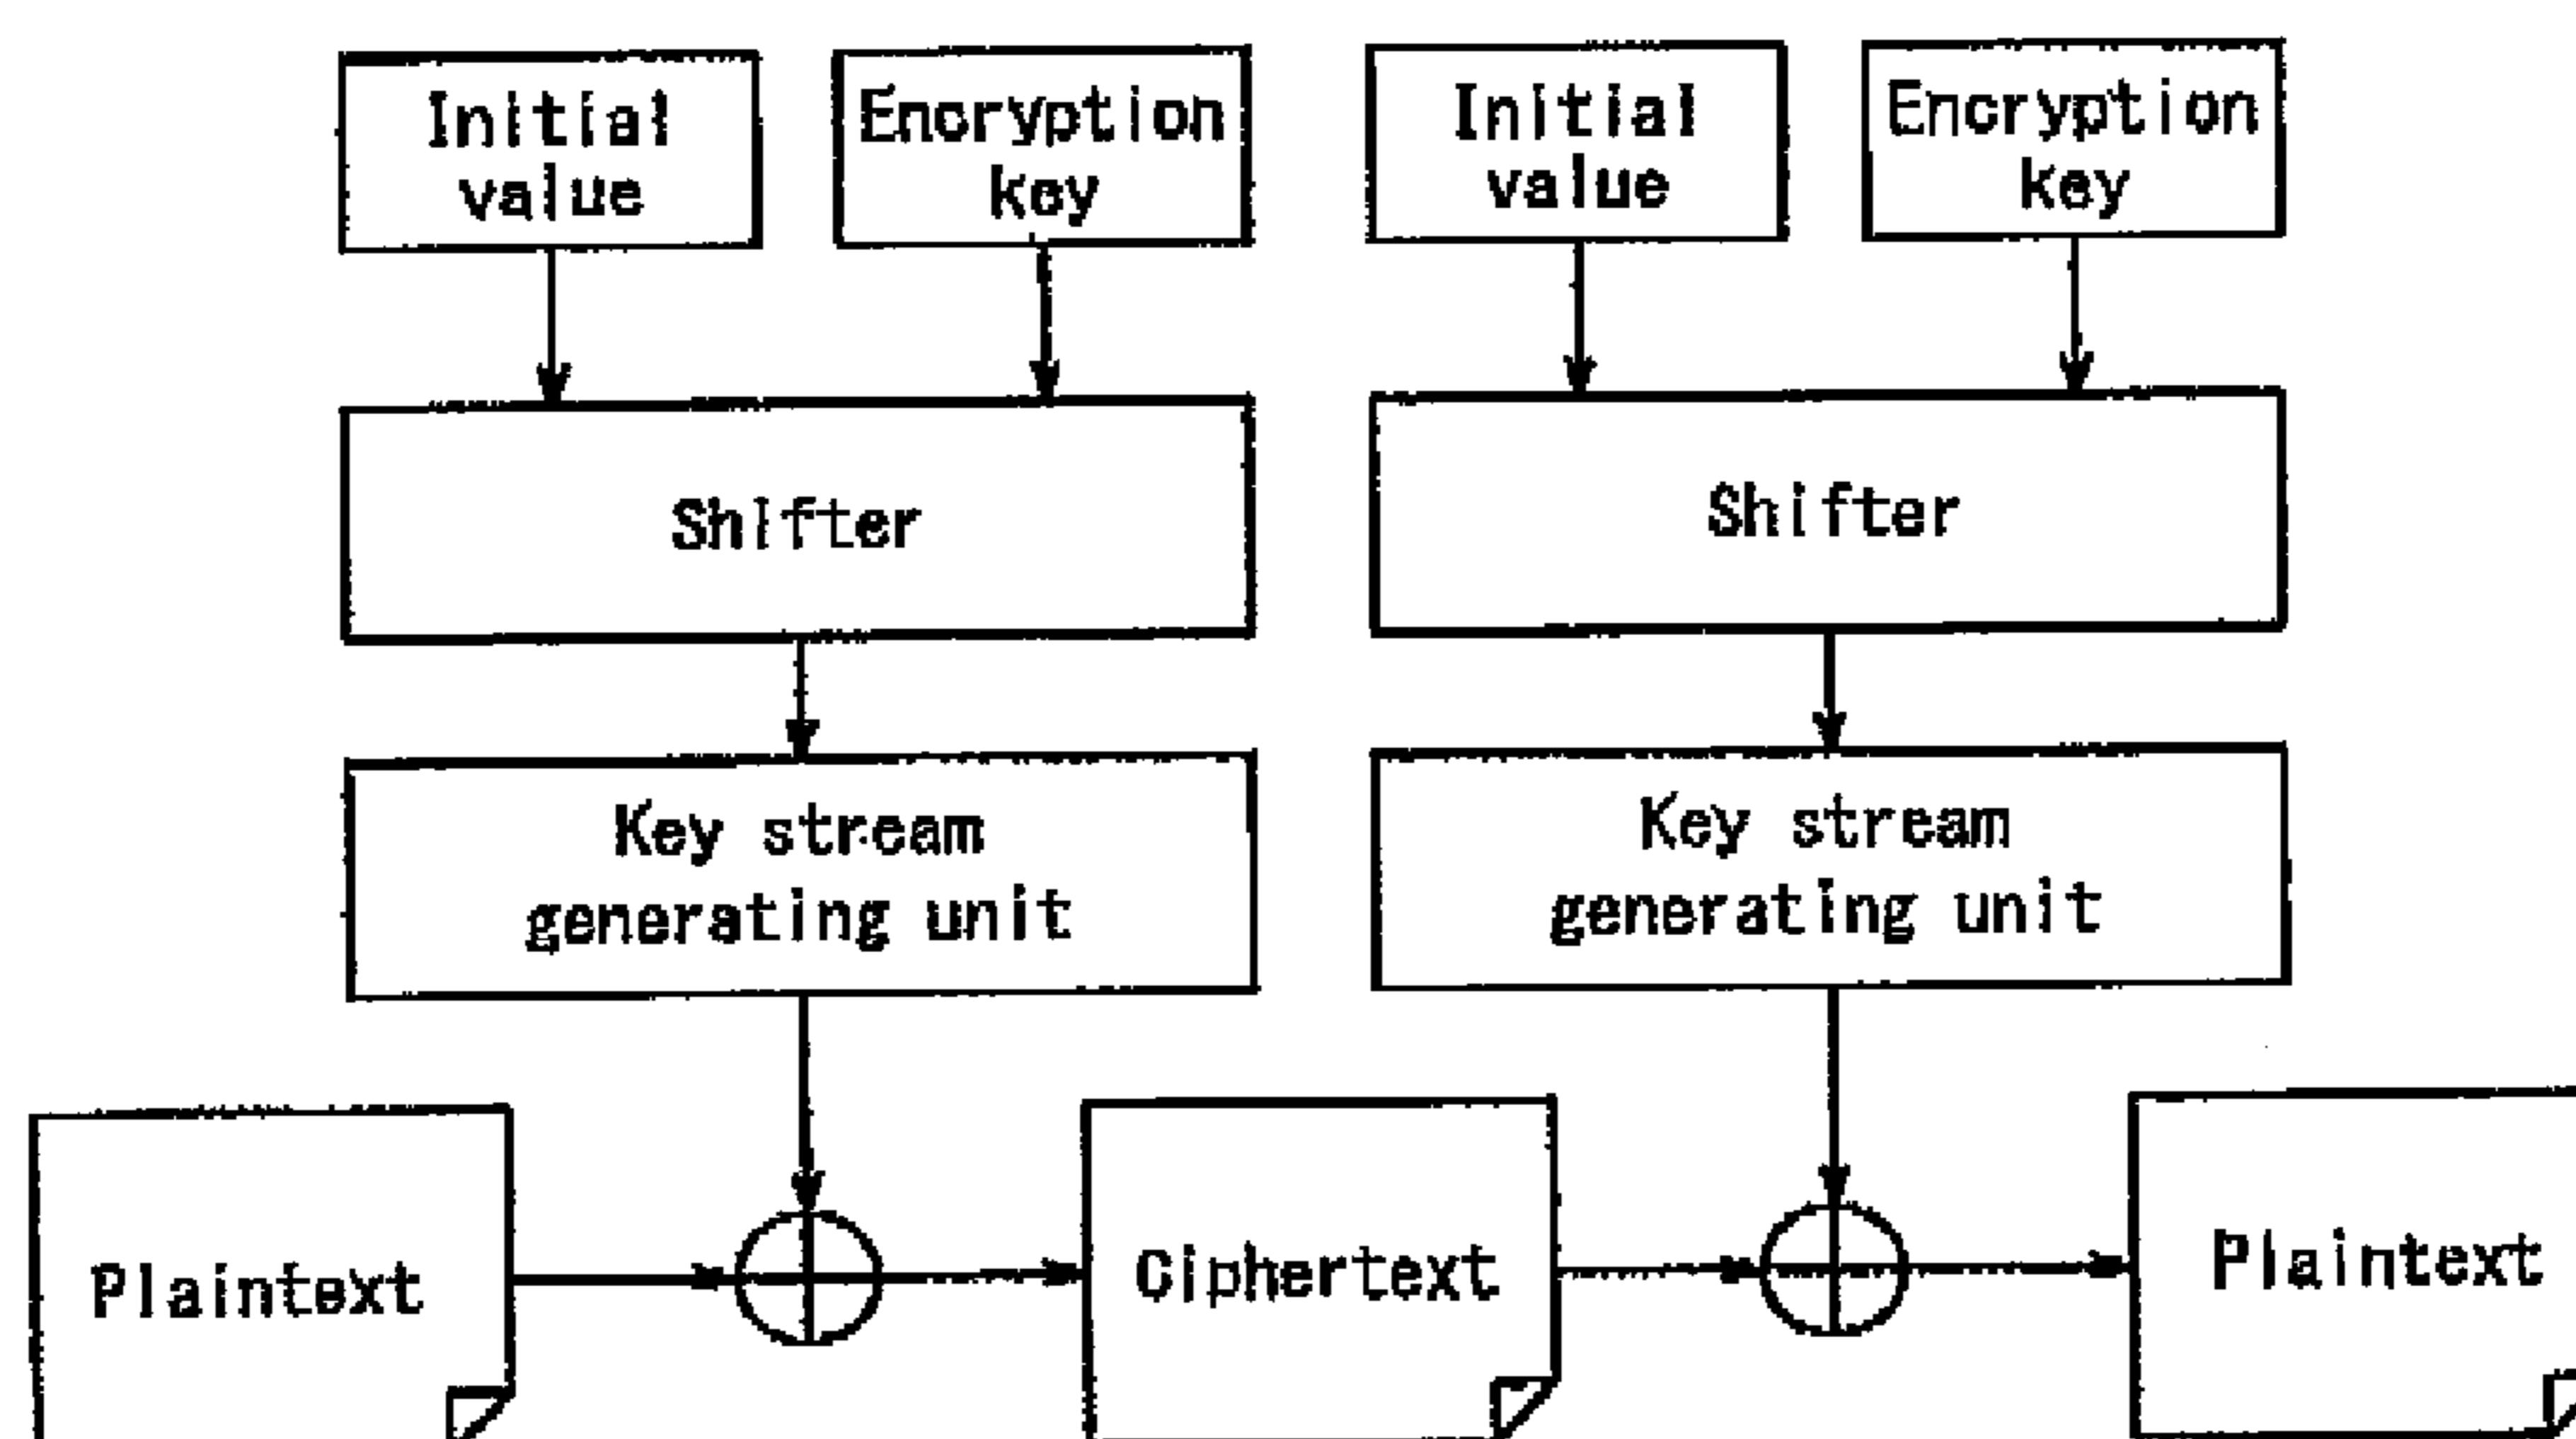 Initial
value
Encryption
key
Initial
value
Encryption
key
Shifter
Shifter
Key stream
generating unit
Key stream
generating unit
Plaintext
Ciphertext
Plaintext